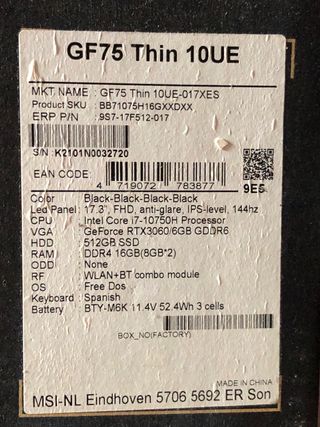 GF75 Thin 10UE
MKT NAME : GF75 Thin 10UE-017XES
Product SKU : BB71075H16GXXDXX
ERP P/N : 9S7-17F512-017
S/N : K2101N0032720
EAN CODE:
4 719072 783877
9E5
Color Black-Black-Black-Black
Led Panel : 17.3", FHD, anti-glare, IPS-level, 144hz
CPU : Intel Core i7-10750H Processor
VGA : GeForce RTX3060/6GB GDDR6
HDD : 512GB SSD
RAM : DDR4 16GB(8GB*2)
ODD : None
RF : WLAN+BT combo module
OS : Free Dos
Keyboard : Spanish
Battery : BTY-M6K 11.4V 52.4Wh 3 cells
BOX_NO(FACTORY)
MADE IN CHINA
MSI-NL Eindhoven 5706 5692 ER Son